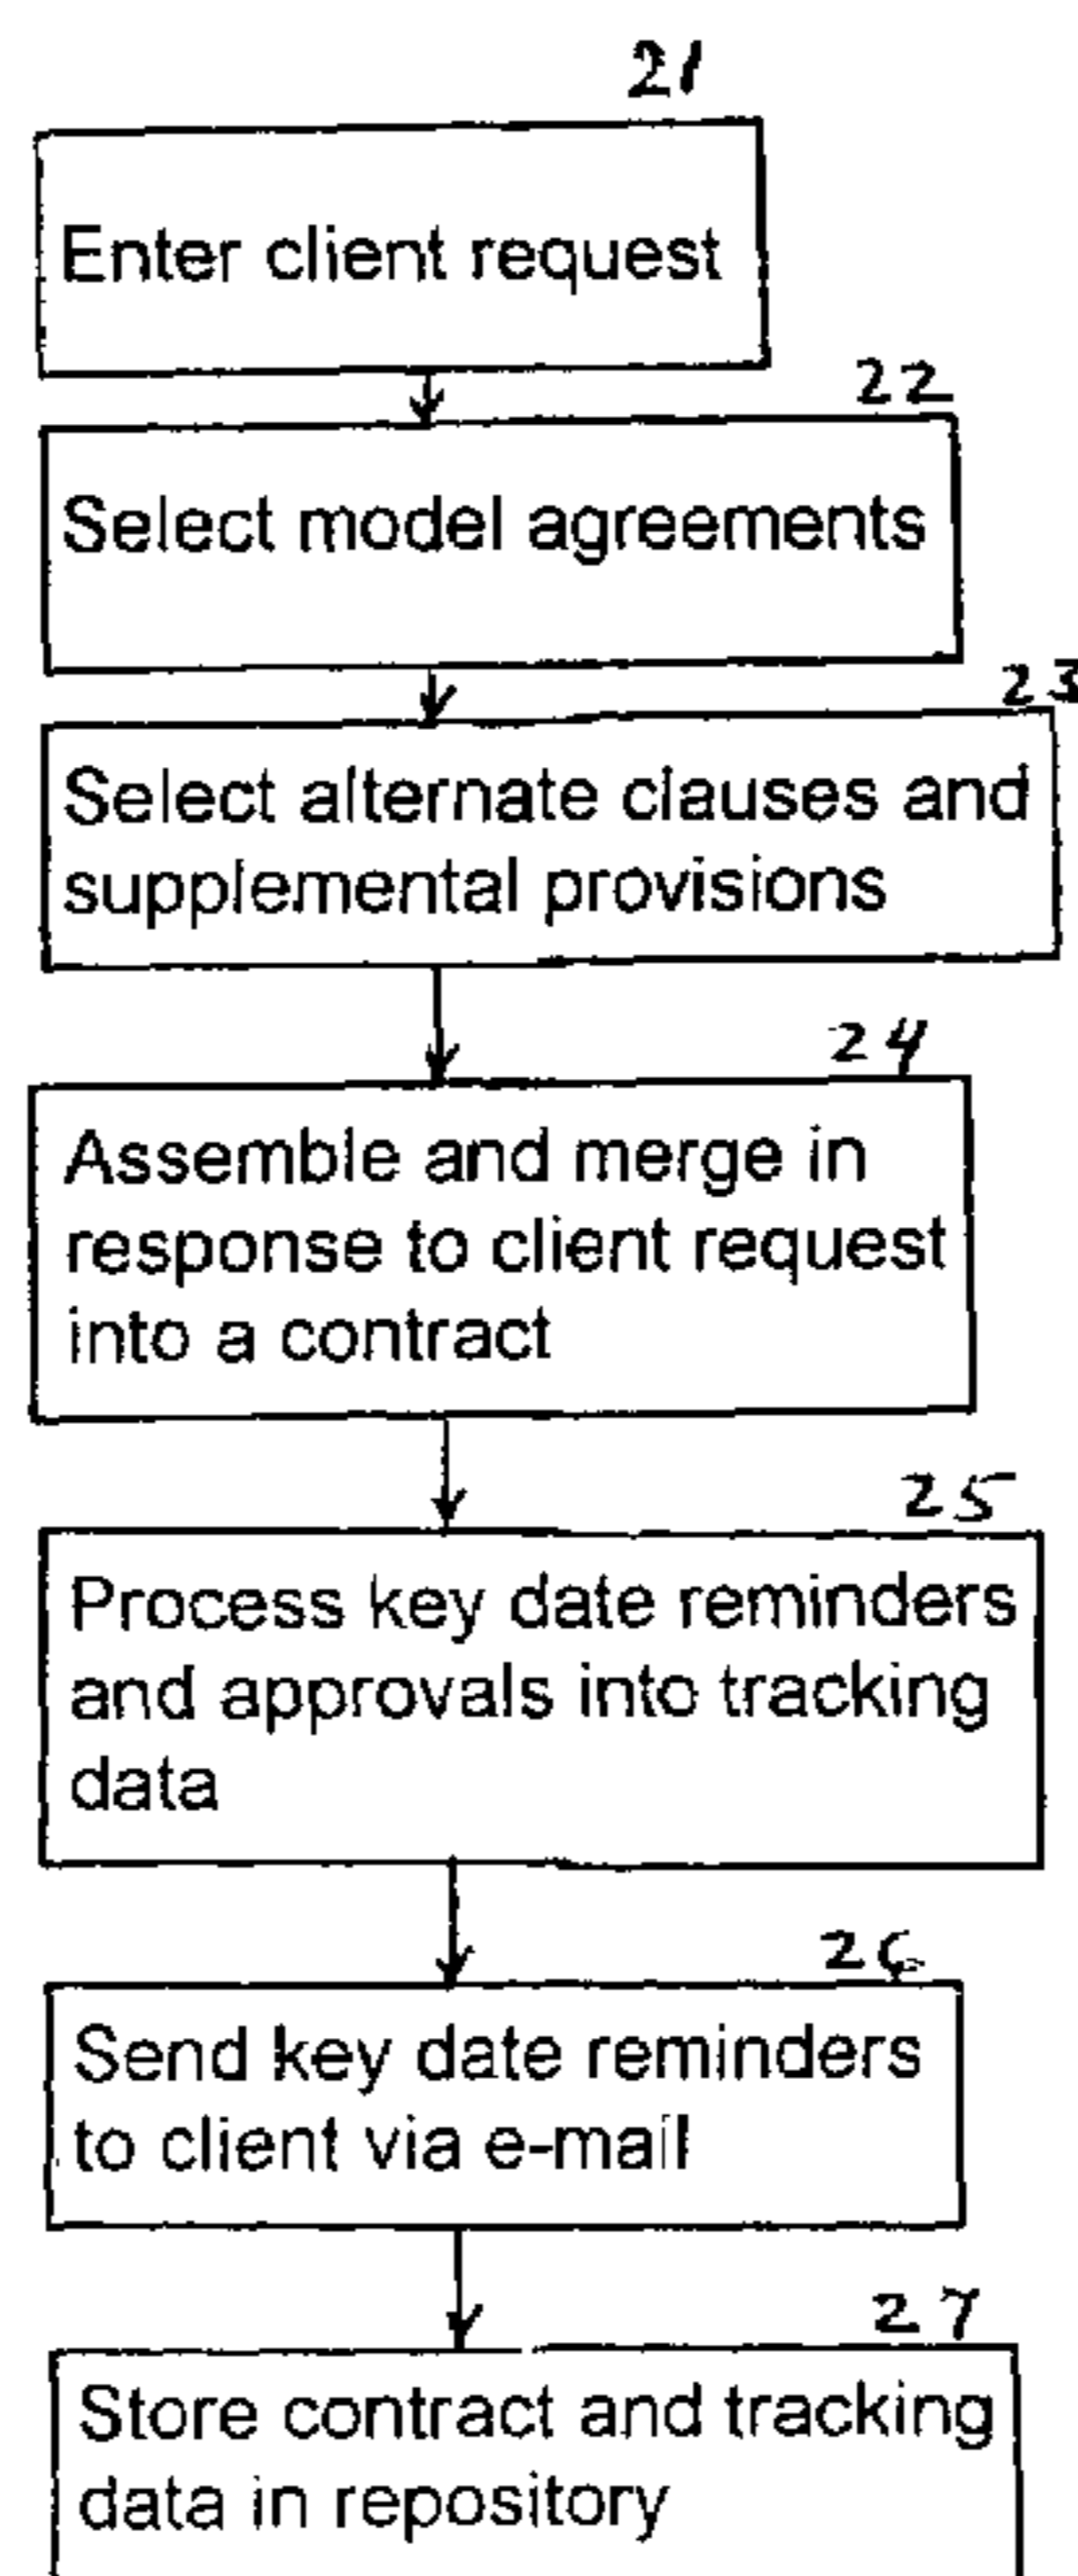 21
Enter client request
22
Select model agreements
23
Select alternate clauses and
supplemental provisions
24
Assemble and merge in
response to client request
into a contract
25
Process key date reminders
and approvals into tracking
data
26
Send key date reminders
to client via e-mail
27
Store contract and tracking
data in repository